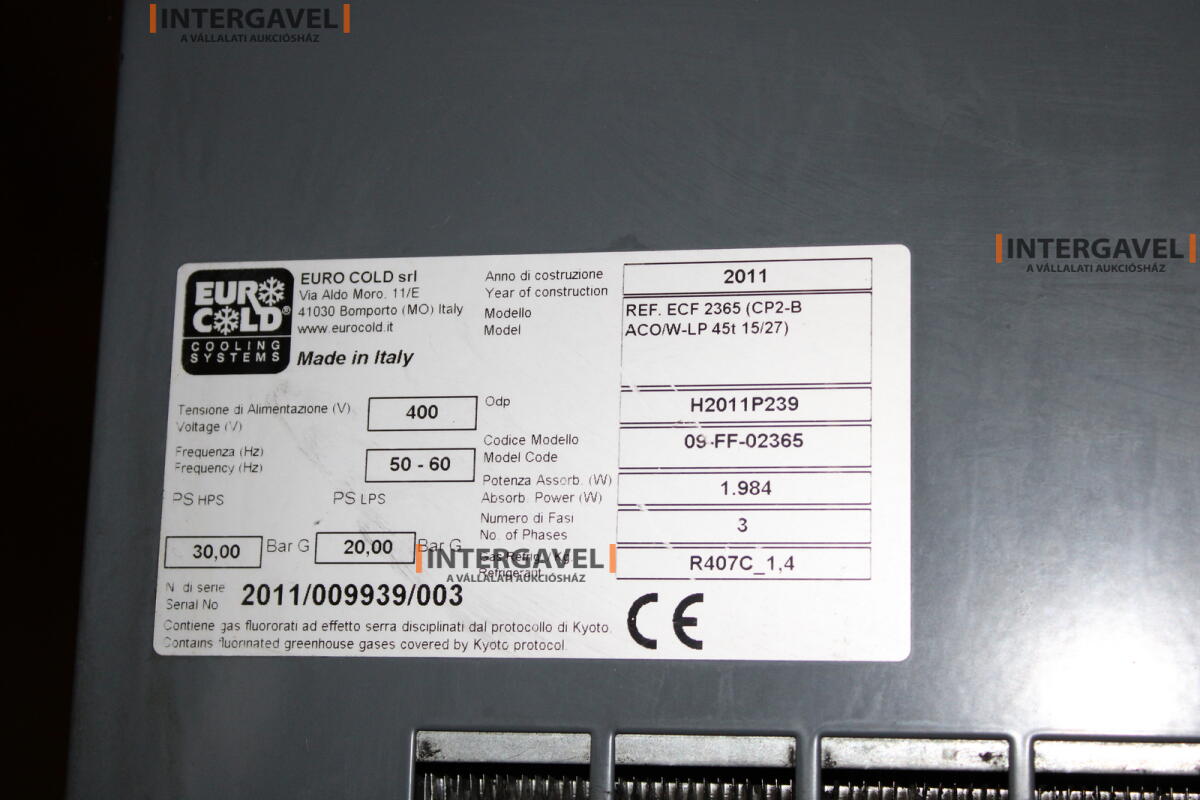 INTERGAVEL
A VÁLLALATI AUKCIÓSHÁZ
INTERGAVEL
A VÁLLALATI AUKCIÓSHÁZ
EURO COLD®
COOLING SYSTEMS
EURO COLD srl
Via Aldo Moro. 11/E
41030 Bomporto (MO) Italy
www.eurocold.it
Made in Italy
Anno di costruzione
Year of construction
2011
Modello
Model
REF. ECF 2365 (CP2-B
ACO/W-LP 45t 15/27)
Tensione di Alimentazione (V)
Voltage (V)
400
Odp
H2011P239
Frequenza (Hz)
Frequency (Hz)
50 - 60
Codice Modello
Model Code
09-FF-02365
Potenza Assorb. (W)
Absorb. Power (W)
1.984
PS HPS
30,00 Bar G
PS LPS
20,00 Bar G
Numero di Fasi
No. of Phases
3
Gas Refrig. / Kg.
Refrigerant
R407C_1,4
INTERGAVEL
A VÁLLALATI AUKCIÓSHÁZ
N. di serie
Serial No
2011/009939/003
Contiene gas fluororati ad effetto serra disciplinati dal protocollo di Kyoto.
Contains fluorinated greenhouse gases covered by Kyoto protocol.
CE